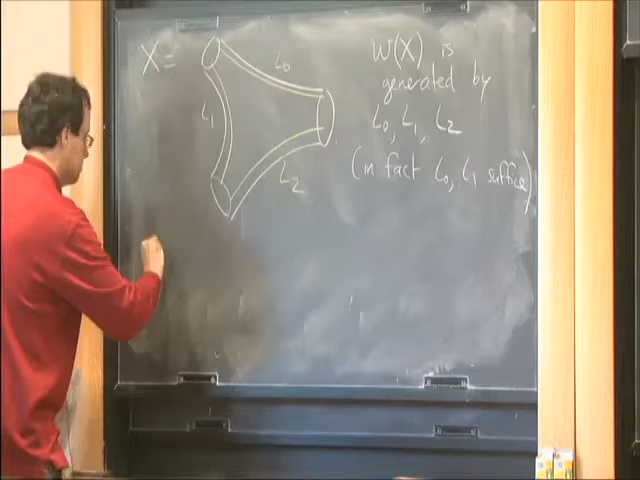 X =
L₀
L₁
L₂
W(X) is
generated by
L₀, L₁, L₂
(in fact L₀, L₁ suffice)